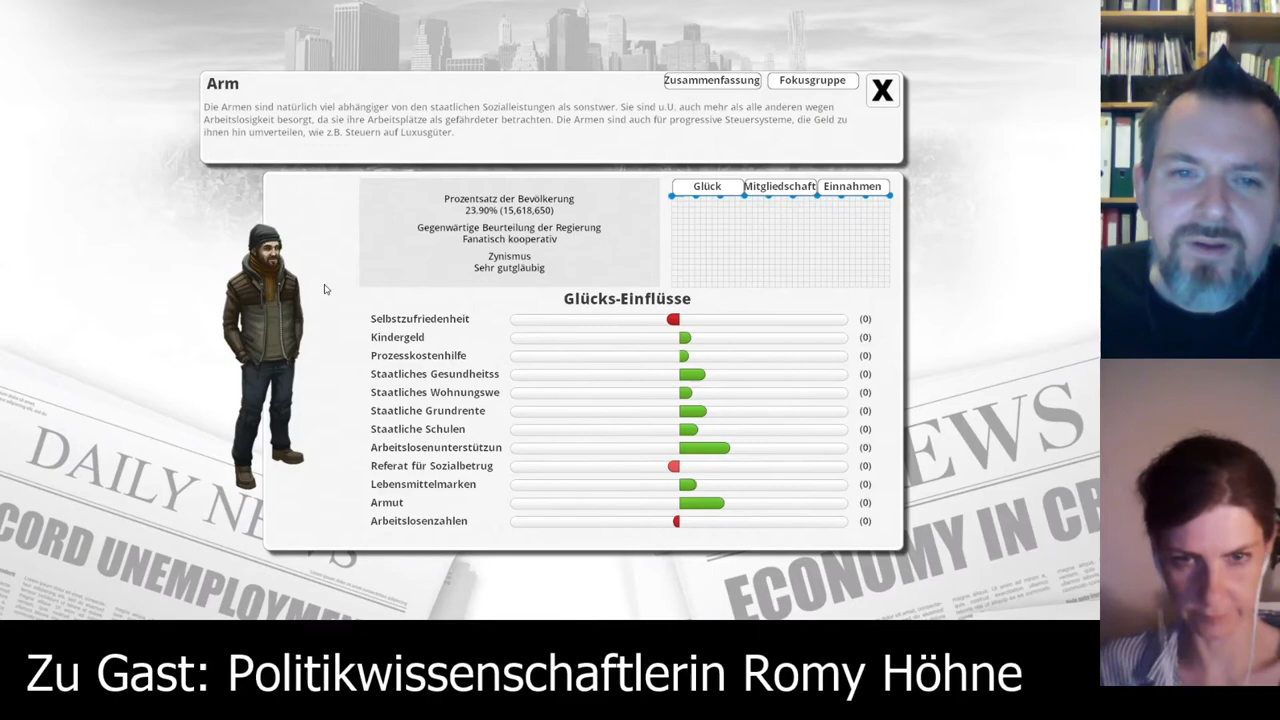 Arm
Zusammenfassung
Fokusgruppe
X
Die Armen sind natürlich viel abhängiger von den staatlichen Sozialleistungen als sonstwer. Sie sind u.U. auch mehr als alle anderen wegen
Arbeitslosigkeit besorgt, da sie ihre Arbeitsplätze als gefährdeter betrachten. Die Armen sind auch für progressive Steuersysteme, die Geld zu
ihnen hin umverteilen, wie z.B. Steuern auf Luxusgüter.
Prozentsatz der Bevölkerung
23.90% (15,618,650)
Gegenwärtige Beurteilung der Regierung
Fanatisch kooperativ
Zynismus
Sehr gutgläubig
Glück
Mitgliedschaft
Einnahmen
Glücks-Einflüsse
Selbstzufriedenheit (0)
Kindergeld (0)
Prozesskostenhilfe (0)
Staatliches Gesundheitss (0)
Staatliches Wohnungswe (0)
Staatliche Grundrente (0)
Staatliche Schulen (0)
Arbeitslosenunterstützun (0)
Referat für Sozialbetrug (0)
Lebensmittelmarken (0)
Armut (0)
Arbeitslosenzahlen (0)
DAILY NE
S
CORD UNEMPLOYME
EWS
ECONOMY IN CR
Zu Gast: Politikwissenschaftlerin Romy Höhne